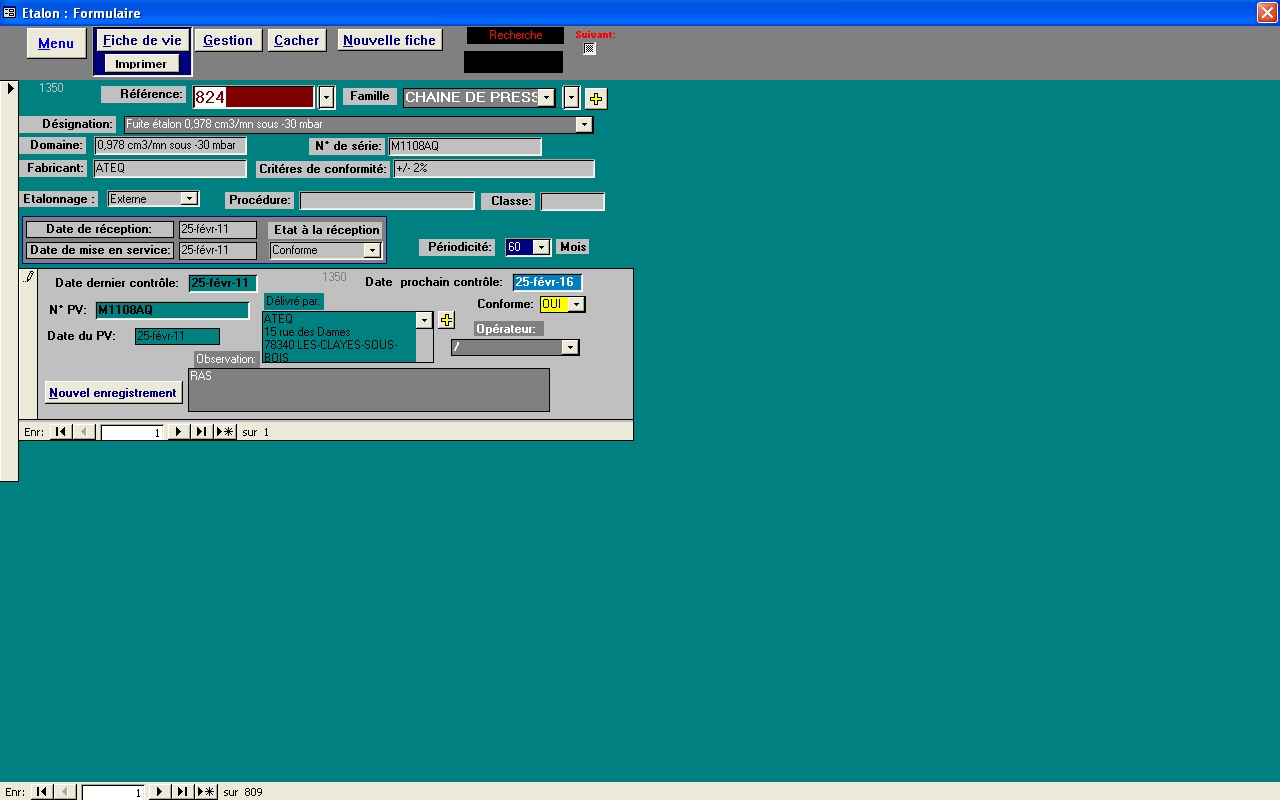 Etalon : Formulaire
Menu
Fiche de vie
Imprimer
Gestion
Cacher
Nouvelle fiche
Recherche
Suivant:
1350
Référence: 824
Famille CHAINE DE PRESS
Désignation: Fuite étalon 0,978 cm3/mn sous -30 mbar
Domaine: 0,978 cm3/mn sous -30 mbar
N° de série: M1108AQ
Fabricant: ATEQ
Critéres de conformité: +/- 2%
Etalonnage : Externe
Procédure:
Classe:
Date de réception: 25-févr-11
Etat à la réception
Date de mise en service: 25-févr-11
Conforme
Périodicité: 60 Mois
Date dernier contrôle: 25-févr-11
1350
Date prochain contrôle: 25-févr-16
N° PV: M1108AQ
Délivré par:
ATEQ
15 rue des Dames
78340 LES-CLAYES-SOUS-
BOIS
Conforme: OUI
Date du PV: 25-févr-11
Opérateur:
/
Observation:
RAS
Nouvel enregistrement
Enr: 1 sur 1
Enr: 1 sur 809